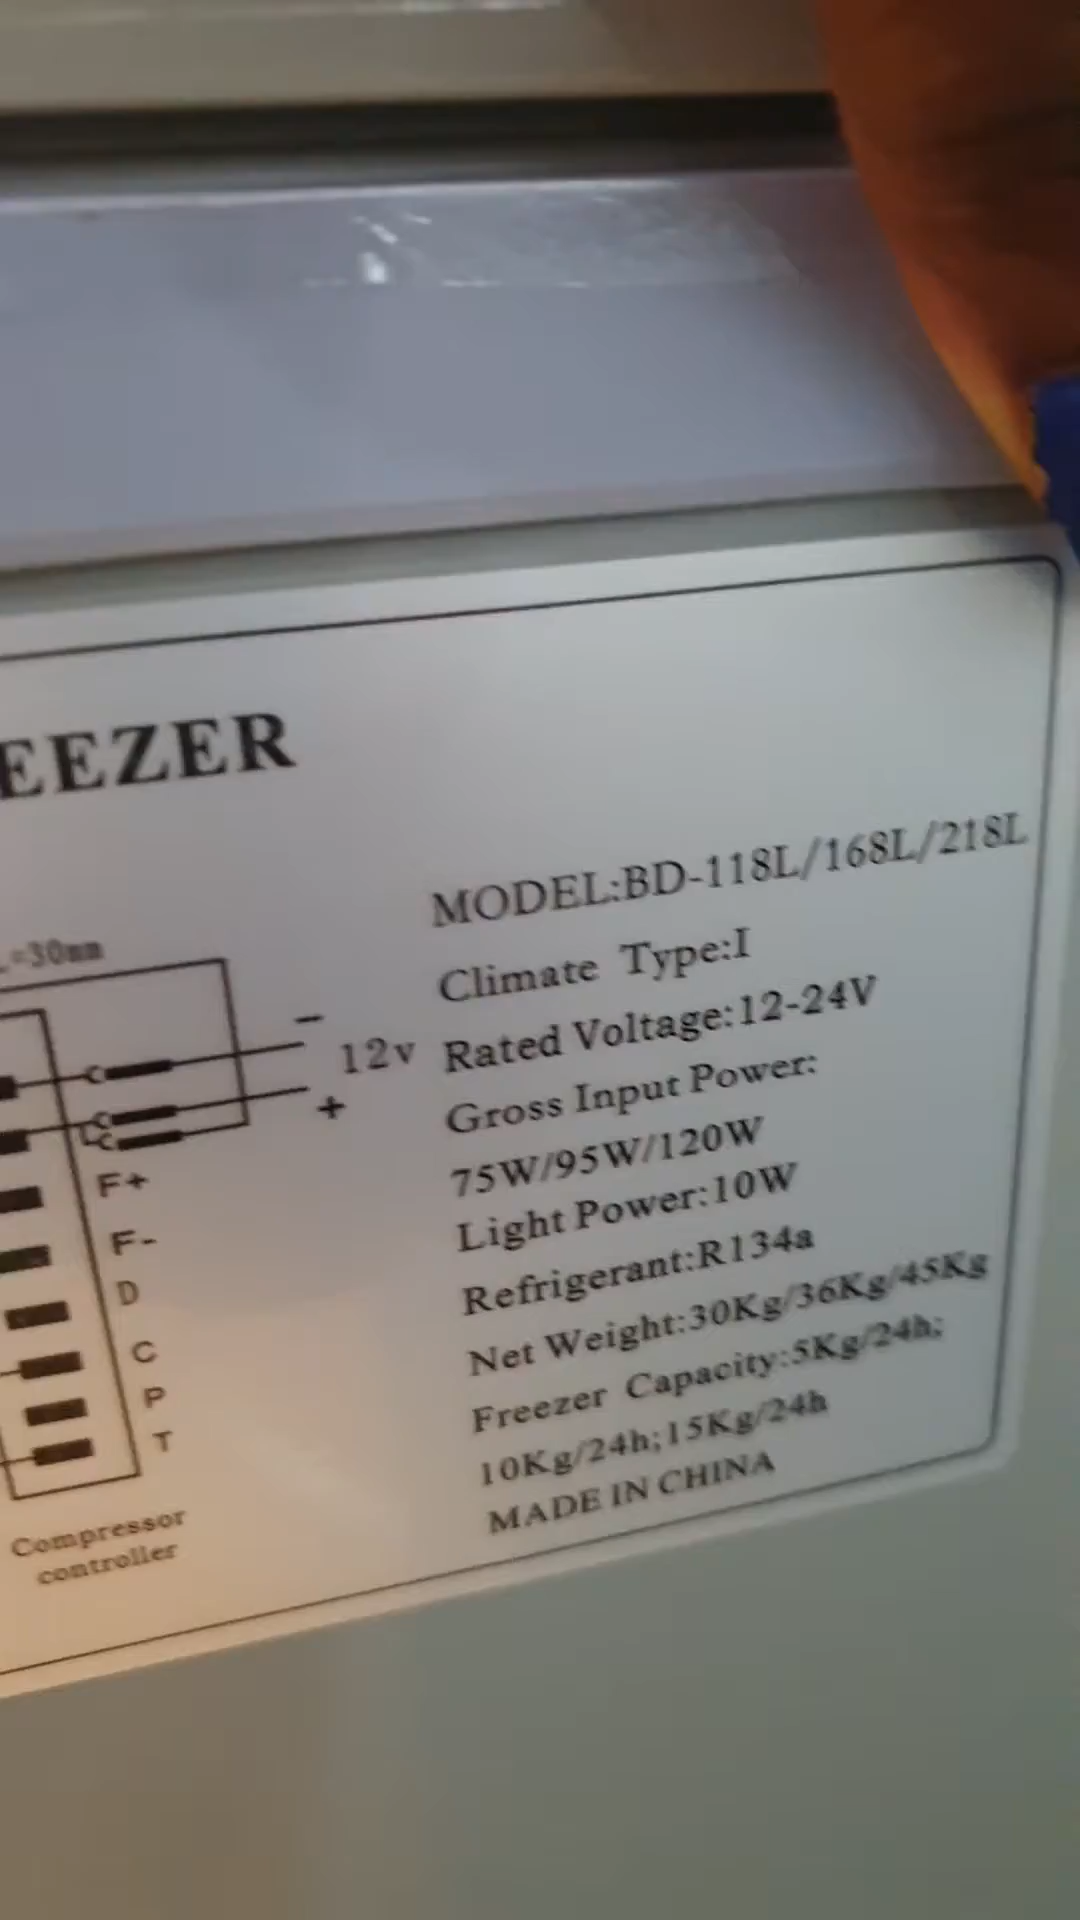 EEZER
MODEL:BD-118L/168L/218L
Climate Type:I
Rated Voltage:12-24V
Gross Input Power:
75W/95W/120W
Light Power:10W
Refrigerant:R134a
Net Weight:30Kg/36Kg/45Kg
Freezer Capacity:5Kg/24h;
10Kg/24h;15Kg/24h
MADE IN CHINA
L=30mm
−
12v
+
C
C
C
F+
F-
D
C
P
T
Compressor
controller